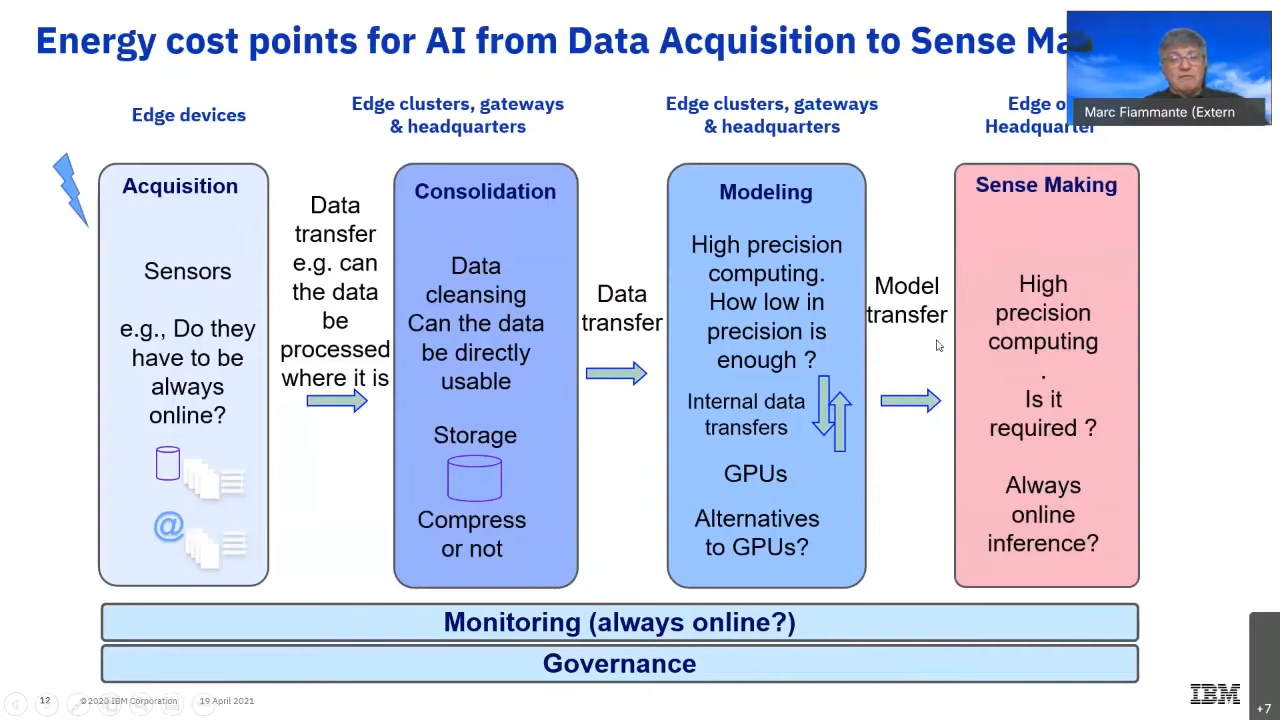 Energy cost points for AI from Data Acquisition to Sense Ma
Marc Fiammante (Extern
Edge devices
Edge clusters, gateways
& headquarters
Edge clusters, gateways
& headquarters
Edge o
Headquarter
Acquisition
Sensors
e.g., Do they
have to be
always
online?
@
Data
transfer
e.g. can
the data
be
processed
where it is
Consolidation
Data
cleansing
Can the data
be directly
usable
Storage
Compress
or not
Data
transfer
Modeling
High precision
computing.
How low in
precision is
enough ?
Internal data
transfers
GPUs
Alternatives
to GPUs?
Model
transfer
Sense Making
High
precision
computing
.
Is it
required ?
Always
online
inference?
Monitoring (always online?)
Governance
12
©2020 IBM Corporation
19 April 2021
IBM
+7